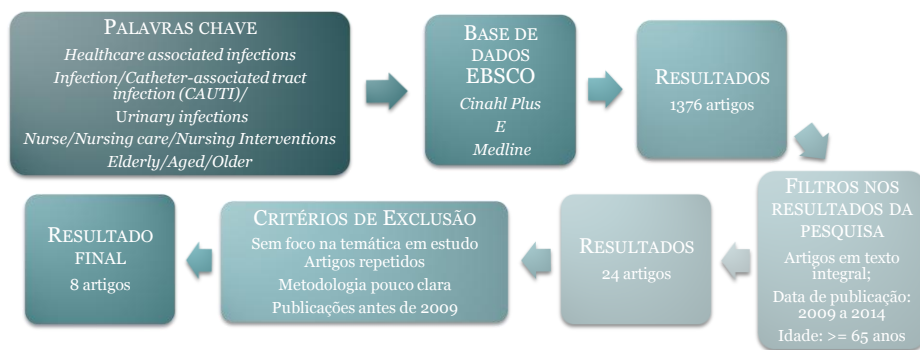 PALAVRAS CHAVE
Healthcare associated infections
Infection/Catheter-associated tract
infection (CAUTI)/
Urinary infections
Nurse/Nursing care/Nursing Interventions
Elderly/Aged/Older
BASE DE
DADOS
EBSCO
Cinahl Plus
E
Medline
RESULTADOS
1376 artigos
FILTROS NOS
RESULTADOS DA
PESQUISA
Artigos em texto
integral;
Data de publicação:
2009 a 2014
Idade: >= 65 anos
RESULTADOS
24 artigos
CRITÉRIOS DE EXCLUSÃO
Sem foco na temática em estudo
Artigos repetidos
Metodologia pouco clara
Publicações antes de 2009
RESULTADO
FINAL
8 artigos